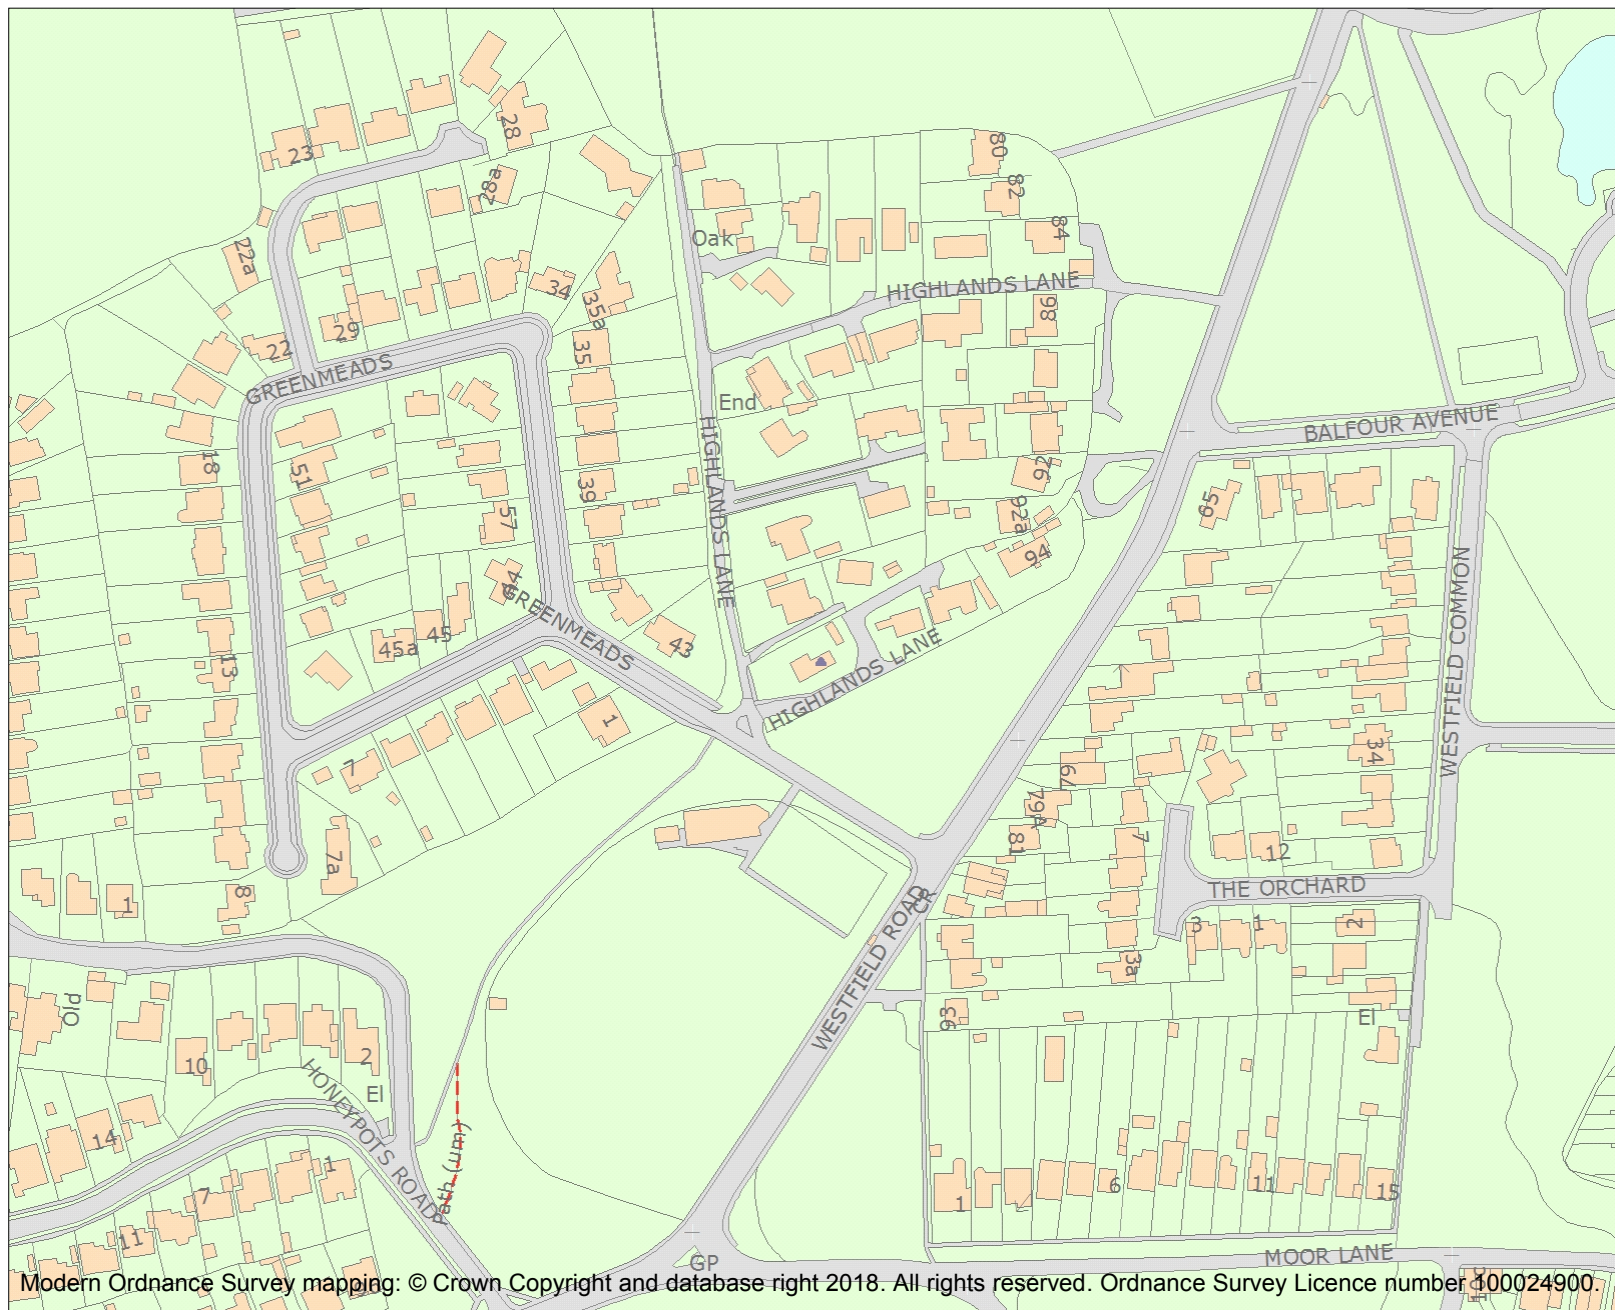 28
23
28a
80
82
22a
84
Oak
34
HIGHLANDS LANE
35a
98
29
22
35
GREENMEADS
End
BALFOUR AVENUE
18
51
92
39
65
57
HIGHLANDS LANE
92a
94
44
GREENMEADS
WESTFIELD COMMON
45
45a
43
13
HIGHLANDS LANE
1
34
7
67
79A
81
7
12
7a
THE ORCHARD
8
CR
1
3
1
2
WESTFIELD ROAD
3a
Old
93
El
10
2
El
HONEYPOTS ROAD
14
Path (um)
1
7
6
11
15
1
11
MOOR LANE
GP
Modern Ordnance Survey mapping: © Crown Copyright and database right 2018. All rights reserved. Ordnance Survey Licence number 100024900.